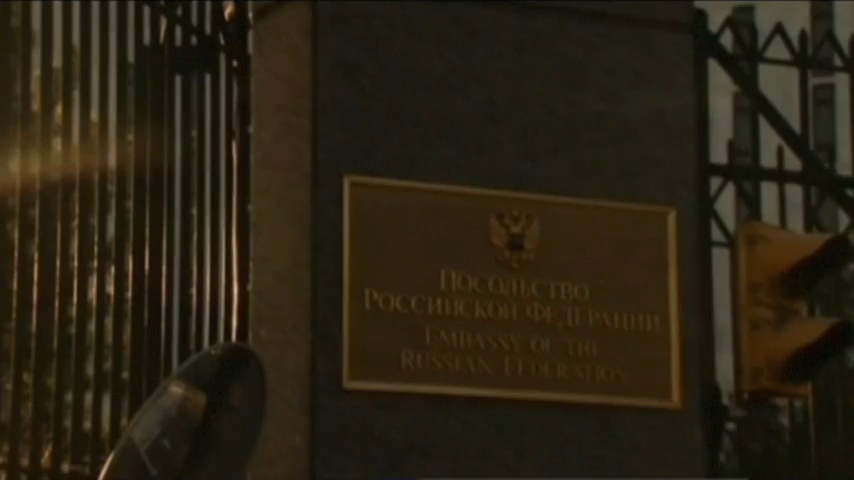 Посольство
Российской Федерации
Embassy of the
Russian Federation